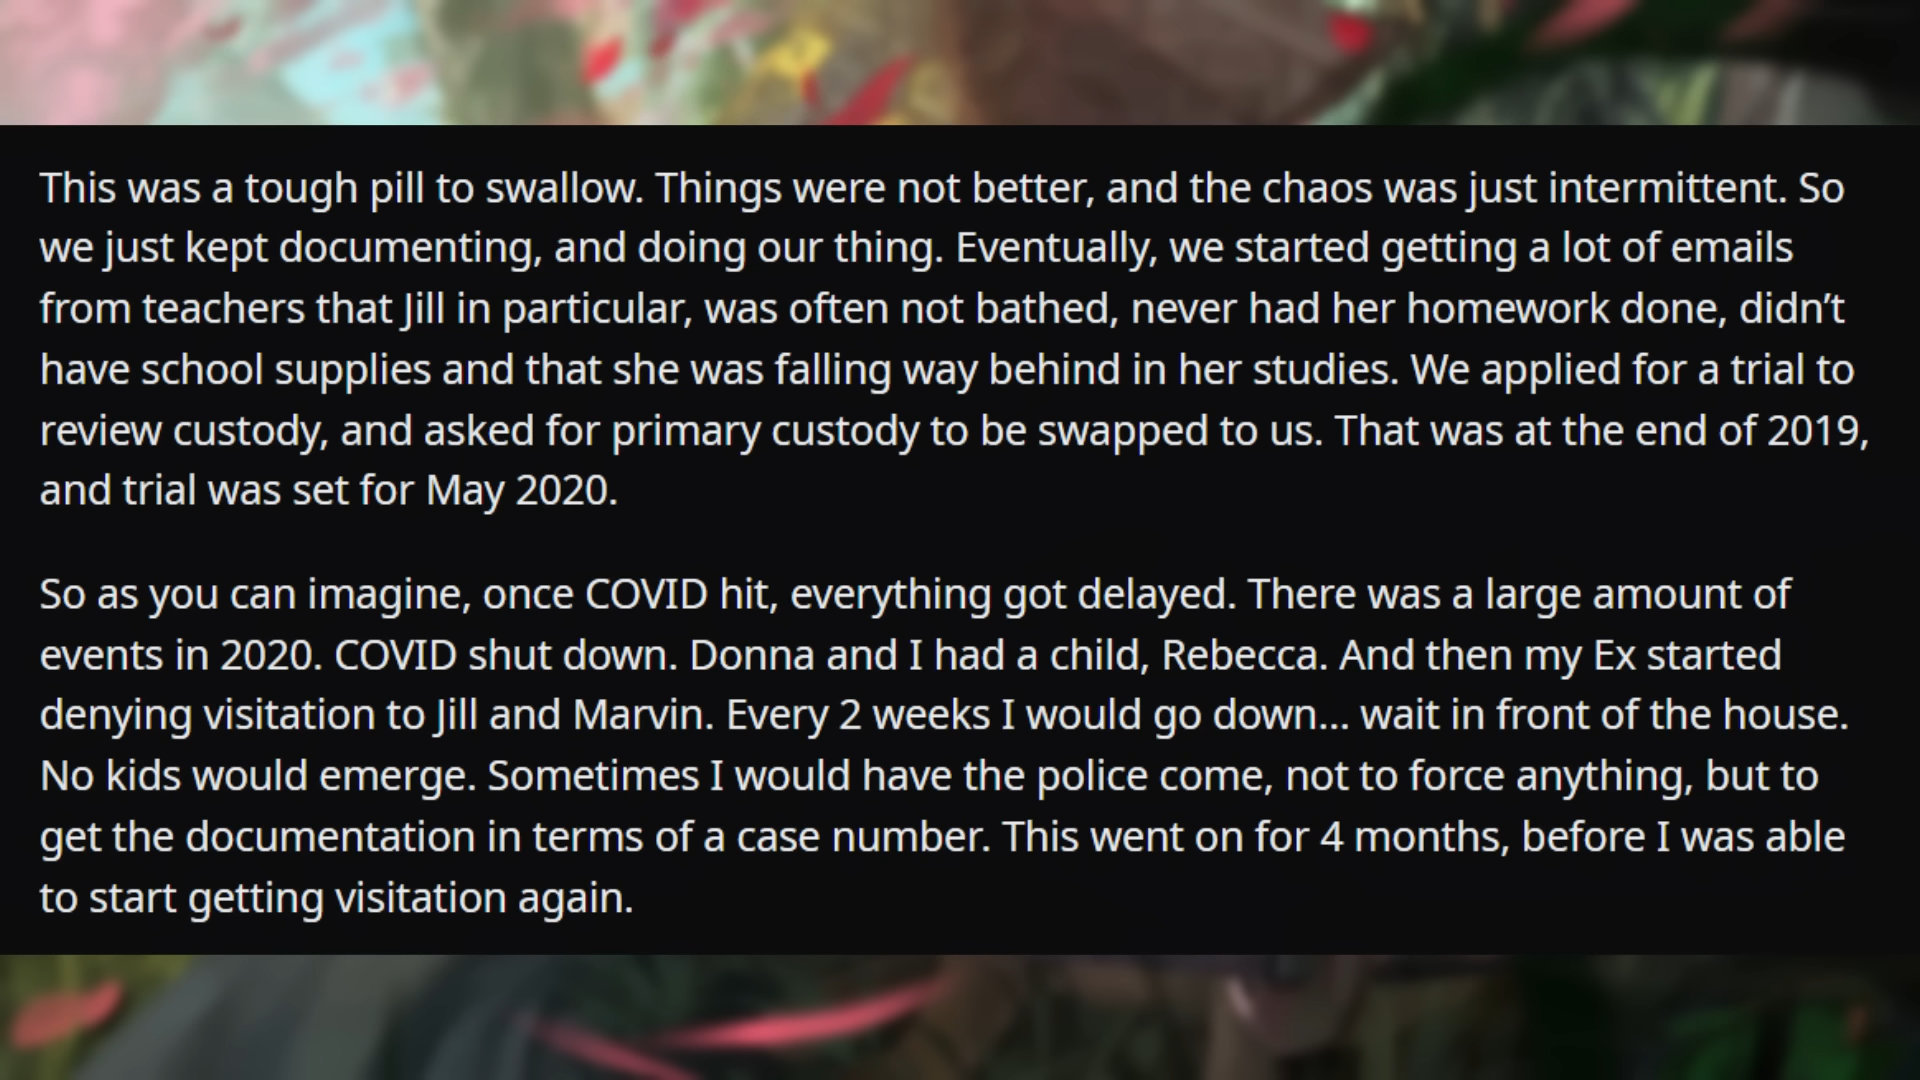 This was a tough pill to swallow. Things were not better, and the chaos was just intermittent. So
we just kept documenting, and doing our thing. Eventually, we started getting a lot of emails
from teachers that Jill in particular, was often not bathed, never had her homework done, didn’t
have school supplies and that she was falling way behind in her studies. We applied for a trial to
review custody, and asked for primary custody to be swapped to us. That was at the end of 2019,
and trial was set for May 2020.
So as you can imagine, once COVID hit, everything got delayed. There was a large amount of
events in 2020. COVID shut down. Donna and I had a child, Rebecca. And then my Ex started
denying visitation to Jill and Marvin. Every 2 weeks I would go down... wait in front of the house.
No kids would emerge. Sometimes I would have the police come, not to force anything, but to
get the documentation in terms of a case number. This went on for 4 months, before I was able
to start getting visitation again.